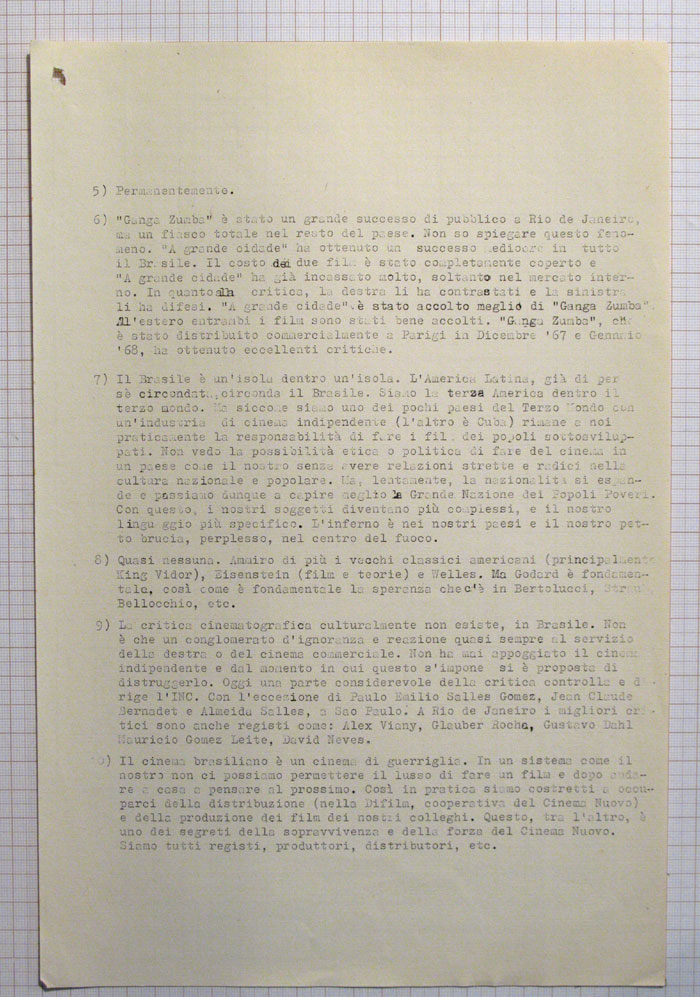 5) Permanentemente.
6) "Ganga Zumba" è stato un grande successo di pubblico a Rio de Janeiro,
ma un fiasco totale nel resto del paese. Non so spiegare questo feno-
meno. "A grande cidade" ha ottenuto un successo mediocre in tutto
il Brasile. Il costo dei due film è stato completamente coperto e
"A grande cidade" ha già incassato molto, soltanto nel mercato inter-
no. In quanto alla critica, la destra li ha contrastati e la sinistra
li ha difesi. "A grande cidade".è stato accolto meglio di "Ganga Zumba".
All'estero entrambi i film sono stati bene accolti. "Ganga Zumba", che
è stato distribuito commercialmente a Parigi in Dicembre '67 e Gennaio
'68, ha ottenuto eccellenti critiche.
7) Il Brasile è un'isola dentro un'isola. L'America Latina, già di per
sè circondata,circonda il Brasile. Siamo la terza America dentro il
terzo mondo. Ma siccome siamo uno dei pochi paesi del Terzo Mondo con
un'industria di cinema indipendente (l'altro è Cuba) rimane a noi
praticamente la responsabilità di fare i film dei popoli sottosvilup-
pati. Non vedo la possibilità etica o politica di fare del cinema in
un paese come il nostro senza avere relazioni strette e radici nella
cultura nazionale e popolare. Ma, lentamente, la nazionalità si espan-
de e passiamo dunque a capire meglio la Grande Nazione dei Popoli Poveri.
Con questo, i nostri soggetti diventano più complessi, e il nostro
linguaggio più specifico. L'inferno è nei nostri paesi e il nostro pet-
to brucia, perplesso, nel centro del fuoco.
8) Quasi nessuna. Ammiro di più i vecchi classici americani (principalmente
King Vidor), Eisenstein (film e teorie) e Welles. Ma Godard è fondamen-
tale, così come è fondamentale la speranza chec'è in Bertolucci, Straub,
Bellocchio, etc.
9) La critica cinematografica culturalmente non esiste, in Brasile. Non
è che un conglomerato d'ignoranza e reazione quasi sempre al servizio
della destra o del cinema commerciale. Non ha mai appoggiato il cinema
indipendente e dal momento in cui questo s'impone si è proposta di
distruggerlo. Oggi una parte considerevole della critica controlla e di-
rige l'INC. Con l'eccezione di Paulo Emilio Salles Gomez, Jean Claude
Bernadet e Almeida Salles, a Sao Paulo. A Rio de Janeiro i migliori cri-
tici sono anche registi come: Alex Viany, Glauber Rocha, Gustavo Dahl
Mauricio Gomez Leite, David Neves.
) Il cinema brasiliano è un cinema di guerriglia. In un sistema come il
nostro non ci possiamo permettere il lusso di fare un film e dopo anda-
re a casa a pensare al prossimo. Così in pratica siamo costretti a occu-
parci della distribuzione (nella Difilm, cooperativa del Cinema Nuovo)
e della produzione dei film dei nostri colleghi. Questo, tra l'altro, è
uno dei segreti della sopravvivenza e della forza del Cinema Nuovo.
Siamo tutti registi, produttori, distributori, etc.